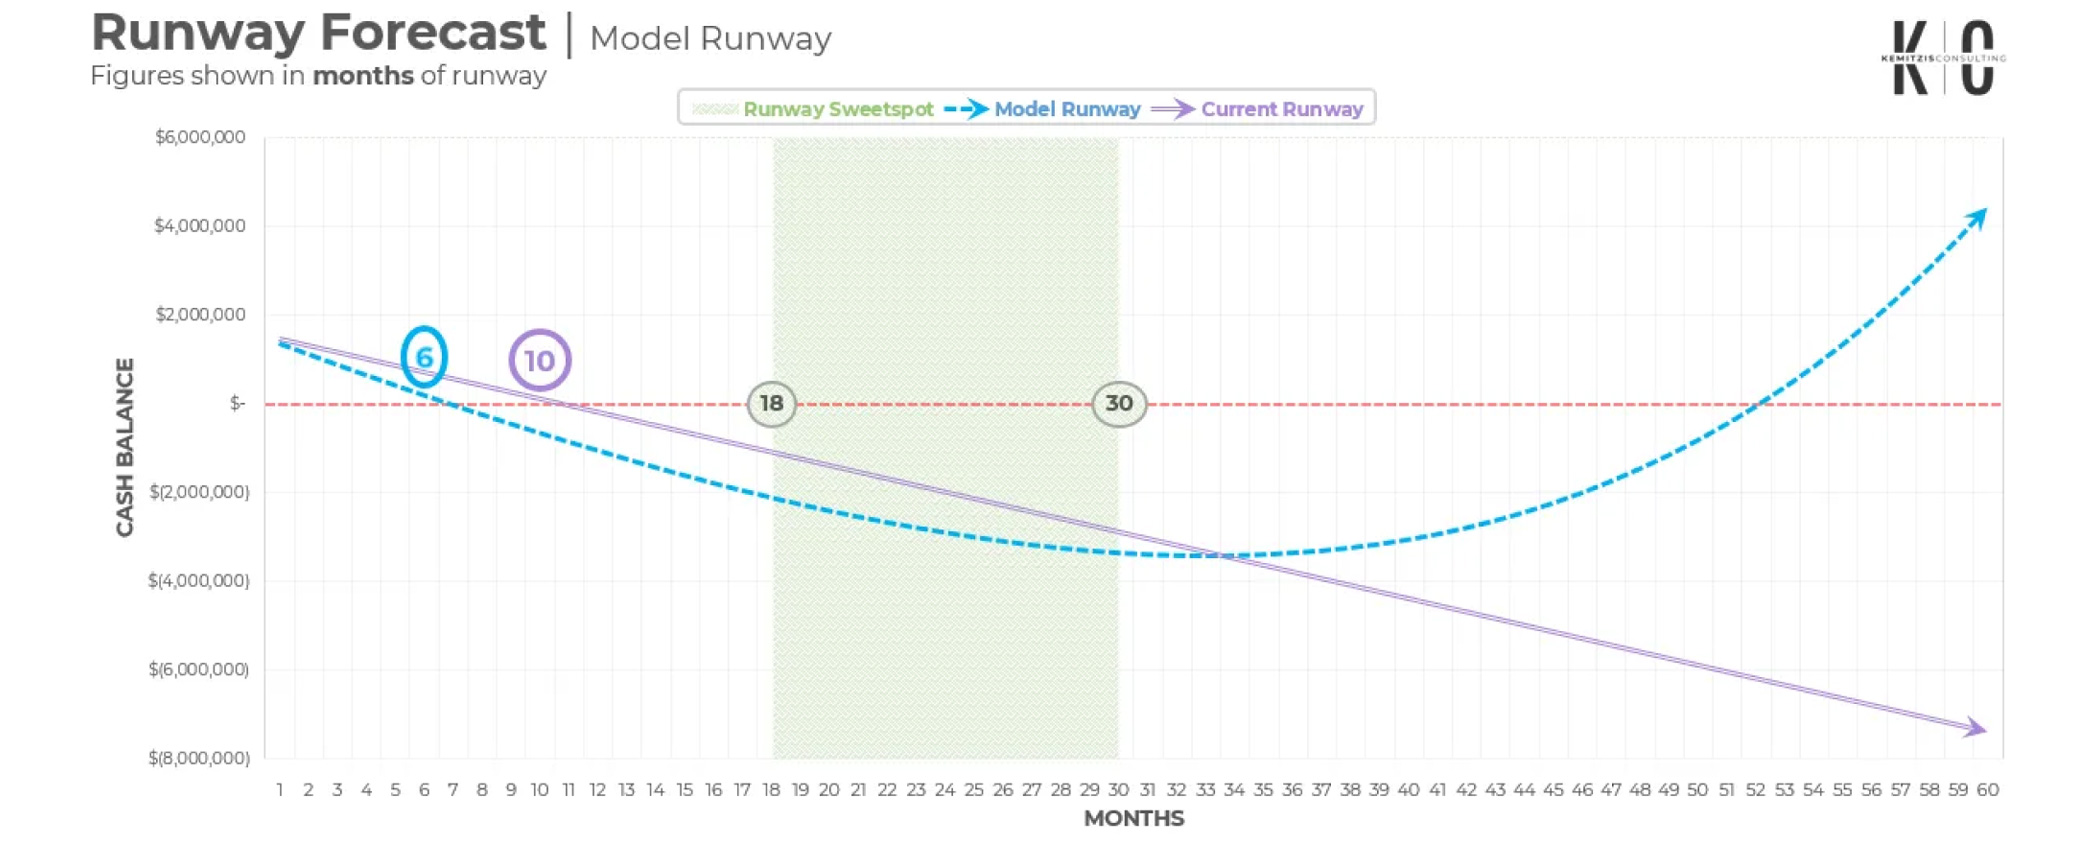 Runway Forecast | Model Runway
Figures shown in months of runway
K|C
KEMITZISCONSULTING
Runway Sweetspot Model Runway Current Runway
$6,000,000
$4,000,000
$2,000,000
$-
$(2,000,000)
$(4,000,000)
$(6,000,000)
$(8,000,000)
CASH BALANCE
6
10
18
30
1 2 3 4 5 6 7 8 9 10 11 12 13 14 15 16 17 18 19 20 21 22 23 24 25 26 27 28 29 30 31 32 33 34 35 36 37 38 39 40 41 42 43 44 45 46 47 48 49 50 51 52 53 54 55 56 57 58 59 60
MONTHS